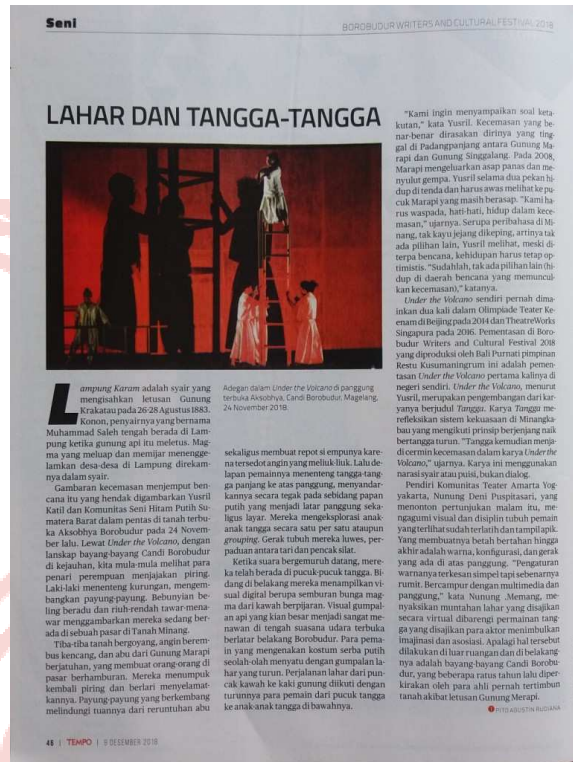 Seni
BOROBUDUR WRITERS AND CULTURAL FESTIVAL 2018
LAHAR DAN TANGGA-TANGGA
Lampung Karam adalah syair yang
mengisahkan letusan Gunung
Krakatau pada 26-28 Agustus 1883.
Konon, penyairnya yang bernama
Muhammad Saleh tengah berada di Lam-
pung ketika gunung api itu meletus. Mag-
ma yang meluap dan memijar menengge-
lamkan desa-desa di Lampung direkam-
nya dalam syair.
Gambaran kecemasan menjemput ben-
cana itu yang hendak digambarkan Yusril
Katil dan Komunitas Seni Hitam Putih Su-
matera Barat dalam pentas di tanah terbu-
ka Aksobhya Borobudur pada 24 Novem-
ber lalu. Lewat Under the Volcano, dengan
lanskap bayang-bayang Candi Borobudur
di kejauhan, kita mula-mula melihat para
penari perempuan menjajakan piring.
Laki-laki menenteng kurungan, mengem-
bangkan payung-payung. Bebunyian be-
ling beradu dan riuh-rendah tawar-mena-
war menggambarkan mereka sedang ber-
ada di sebuah pasar di Tanah Minang.
Tiba-tiba tanah bergoyang, angin berem-
bus kencang, dan abu dari Gunung Marapi
berjatuhan, yang membuat orang-orang di
pasar berhamburan. Mereka menumpuk
kembali piring dan berlari menyelamat-
kannya. Payung-payung yang berkembang
melindungi tuannya dari reruntuhan abu
Adegan dalam Under the Volcano di panggung
terbuka Aksobhya, Candi Borobudur, Magelang,
24 November 2018.
sekaligus membuat repot si empunya kare-
na tersedot angin yang meliuk-liuk. Lalu de-
lapan pemainnya menenteng tangga-tang-
ga panjang ke atas panggung, menyandar-
kannya secara tegak pada sebidang papan
putih yang menjadi latar panggung seka-
ligus layar. Mereka mengeksplorasi anak-
anak tangga secara satu per satu ataupun
grouping. Gerak tubuh mereka luwes, per-
paduan antara tari dan pencak silat.
Ketika suara bergemuruh datang, mere-
ka telah berada di pucuk-pucuk tangga. Bi-
dang di belakang mereka menampilkan vi-
sual digital berupa semburan bunga mag-
ma dari kawah berpijaran. Visual gumpal-
an api yang kian besar menjadi sangat me-
nawan di tengah suasana udara terbuka
berlatar belakang Borobudur. Para pema-
in yang mengenakan kostum serba putih
seolah-olah menyatu dengan gumpalan la-
har yang turun. Perjalanan lahar dari pun-
cak kawah ke kaki gunung diikuti dengan
turunnya para pemain dari pucuk tangga
ke anak-anak tangga di bawahnya.
"Kami ingin menyampaikan soal keta-
kutan," kata Yusril. Kecemasan yang be-
nar-benar dirasakan dirinya yang ting-
gal di Padangpanjang antara Gunung Ma-
rapi dan Gunung Singgalang. Pada 2008,
Marapi mengeluarkan asap panas dan me-
nyulut gempa. Yusril selama dua pekan hi-
dup di tenda dan harus awas melihat ke pu-
cuk Marapi yang masih berasap. "Kami ha-
rus waspada, hati-hati, hidup dalam kece-
masan," ujarnya. Serupa peribahasa di Mi-
nang, tak kayu jejang dikeping, artinya tak
ada pilihan lain, Yusril melihat, meski di-
terpa bencana, kehidupan harus tetap op-
timistis. "Sudahlah, tak ada pilihan lain (hi-
dup di daerah bencana yang memuncul-
kan kecemasan)," katanya.
Under the Volcano sendiri pernah dima-
inkan dua kali dalam Olimpiade Teater Ke-
enam di Beijing pada 2014 dan TheatreWorks
Singapura pada 2016. Pementasan di Boro-
budur Writers and Cultural Festival 2018
yang diproduksi oleh Bali Purnati pimpinan
Restu Kusumaningrum ini adalah pemen-
tasan Under the Volcano pertama kalinya di
negeri sendiri. Under the Volcano, menurut
Yusril, merupakan pengembangan dari kar-
yanya berjudul Tangga. Karya Tangga me-
refleksikan sistem kekuasaan di Minangka-
bau yang mengikuti prinsip berjenjang naik
bertangga turun. "Tangga kemudian menja-
di cermin kecemasan dalam karya Under the
Volcano," ujarnya. Karya ini menggunakan
narasi syair atau puisi, bukan dialog.
Pendiri Komunitas Teater Amarta Yog-
yakarta, Nunung Deni Puspitasari, yang
menonton pertunjukan malam itu, me-
ngagumi visual dan disiplin tubuh pemain
yang terlihat sudah terlatih dan tampil apik.
Yang membuatnya betah bertahan hingga
akhir adalah warna, konfigurasi, dan gerak
yang ada di atas panggung. "Pengaturan
warnanya terkesan simpel tapi sebenarnya
rumit. Bercampur dengan multimedia dan
panggung," kata Nunung .Memang, me-
nyaksikan muntahan lahar yang disajikan
secara virtual dibarengi permainan tang-
ga yang disajikan para aktor menimbulkan
imajinasi dan asosiasi. Apalagi hal tersebut
dilakukan di luar ruangan dan di belakang-
nya adalah bayang-bayang Candi Borobu-
dur, yang beberapa ratus tahun lalu diper-
kirakan oleh para ahli pernah tertimbun
tanah akibat letusan Gunung Merapi.
PITO AGUSTIN RUDIANA
46 | TEMPO | 9 DESEMBER 2018